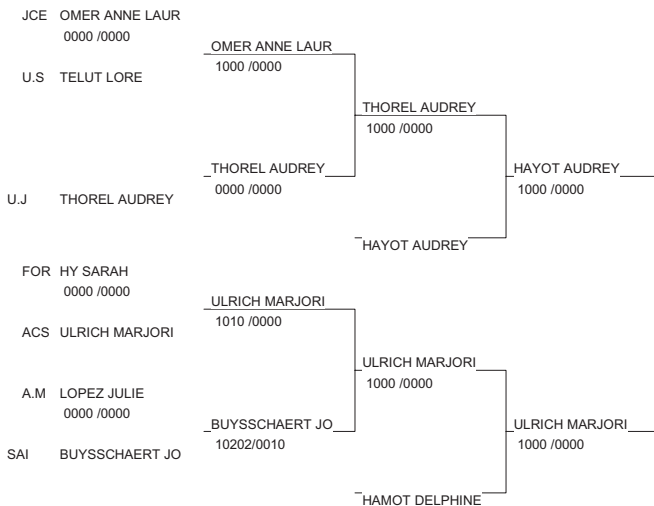 JCE OMER ANNE LAUR
0000 /0000
OMER ANNE LAUR
1000 /0000
U.S TELUT LORE
THOREL AUDREY
1000 /0000
THOREL AUDREY
0000 /0000
HAYOT AUDREY
1000 /0000
U.J THOREL AUDREY
HAYOT AUDREY
FOR HY SARAH
0000 /0000
ULRICH MARJORI
1010 /0000
ACS ULRICH MARJORI
ULRICH MARJORI
1000 /0000
A.M LOPEZ JULIE
0000 /0000
BUYSSCHAERT JO
10202/0010
ULRICH MARJORI
1000 /0000
SAI BUYSSCHAERT JO
HAMOT DELPHINE